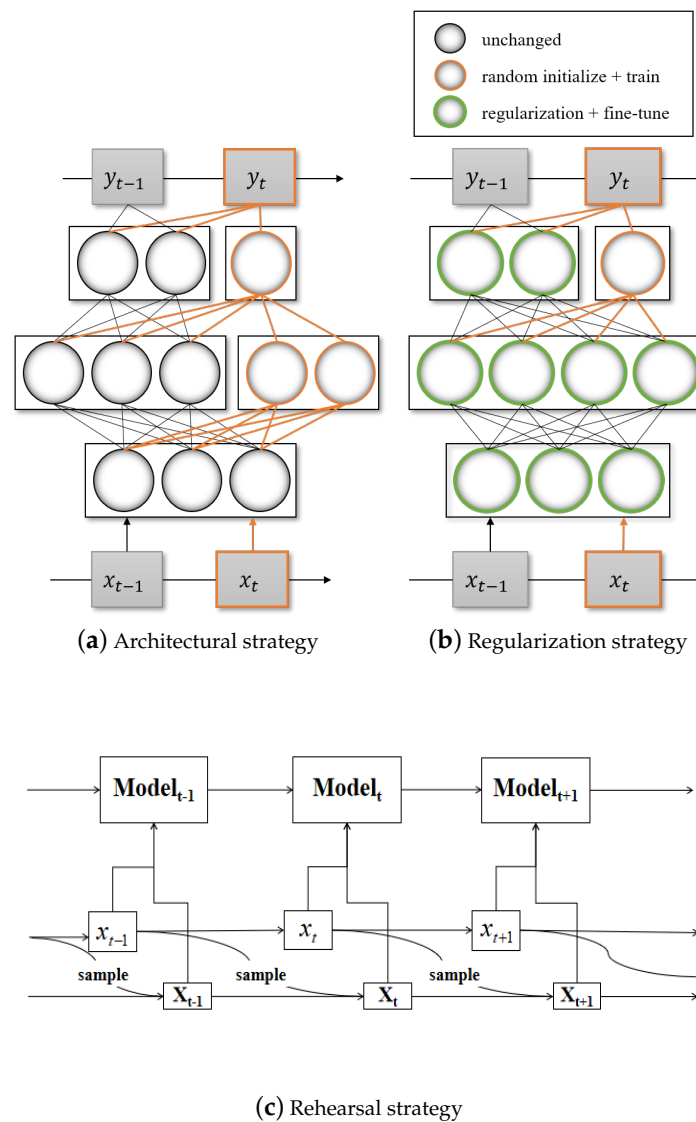 unchanged
random initialize + train
regularization + fine-tune
y_{t−1} y_t y_{t−1} y_t
x_{t−1} x_t x_{t−1} x_t
(a) Architectural strategy (b) Regularization strategy
Model_{t-1} Model_t Model_{t+1}
x_{t−1} x_t x_{t+1}
sample sample sample
X_{t-1} X_t X_{t+1}
(c) Rehearsal strategy